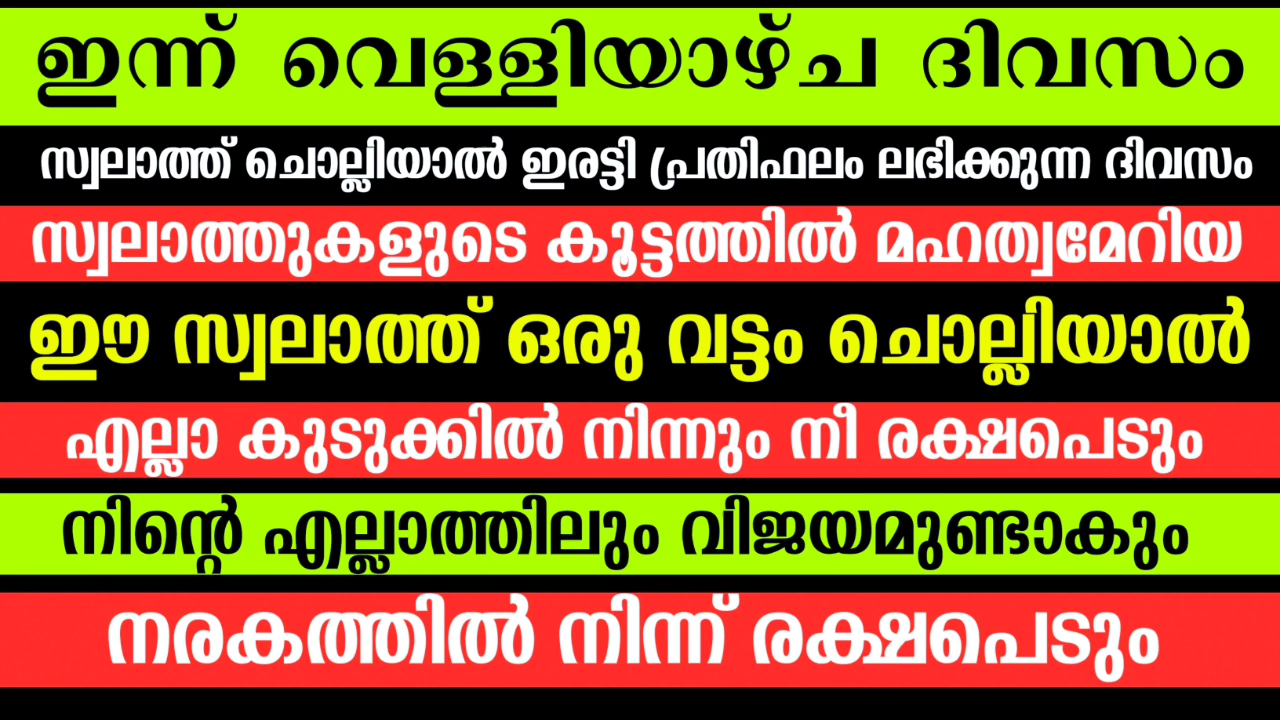 ഇന്ന് വെള്ളിയാഴ്ച ദിവസം
സ്വലാത്ത് ചൊല്ലിയാൽ ഇരട്ടി പ്രതിഫലം ലഭിക്കുന്ന ദിവസം
സ്വലാത്തുകളുടെ കൂട്ടത്തിൽ മഹത്വമേറിയ
ഈ സ്വലാത്ത് ഒരു വട്ടം ചൊല്ലിയാൽ
എല്ലാ കുടുക്കിൽ നിന്നും നീ രക്ഷപെടും
നിന്റെ എല്ലാത്തിലും വിജയമുണ്ടാകും
നരകത്തിൽ നിന്ന് രക്ഷപെടും